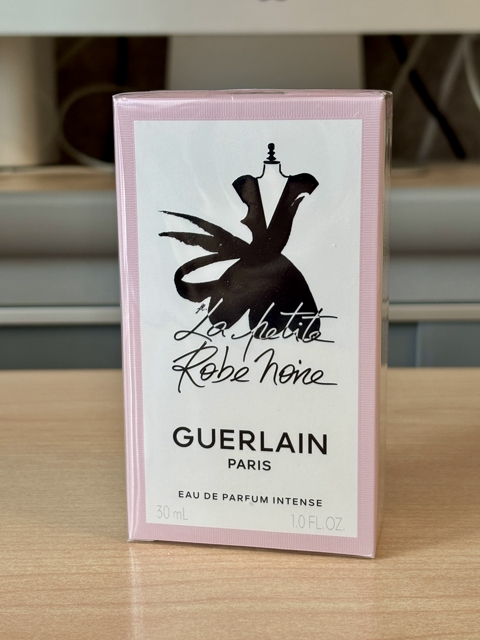 La petite
Robe Noire
GUERLAIN
PARIS
EAU DE PARFUM INTENSE
30 mL 1.0 FL.OZ.